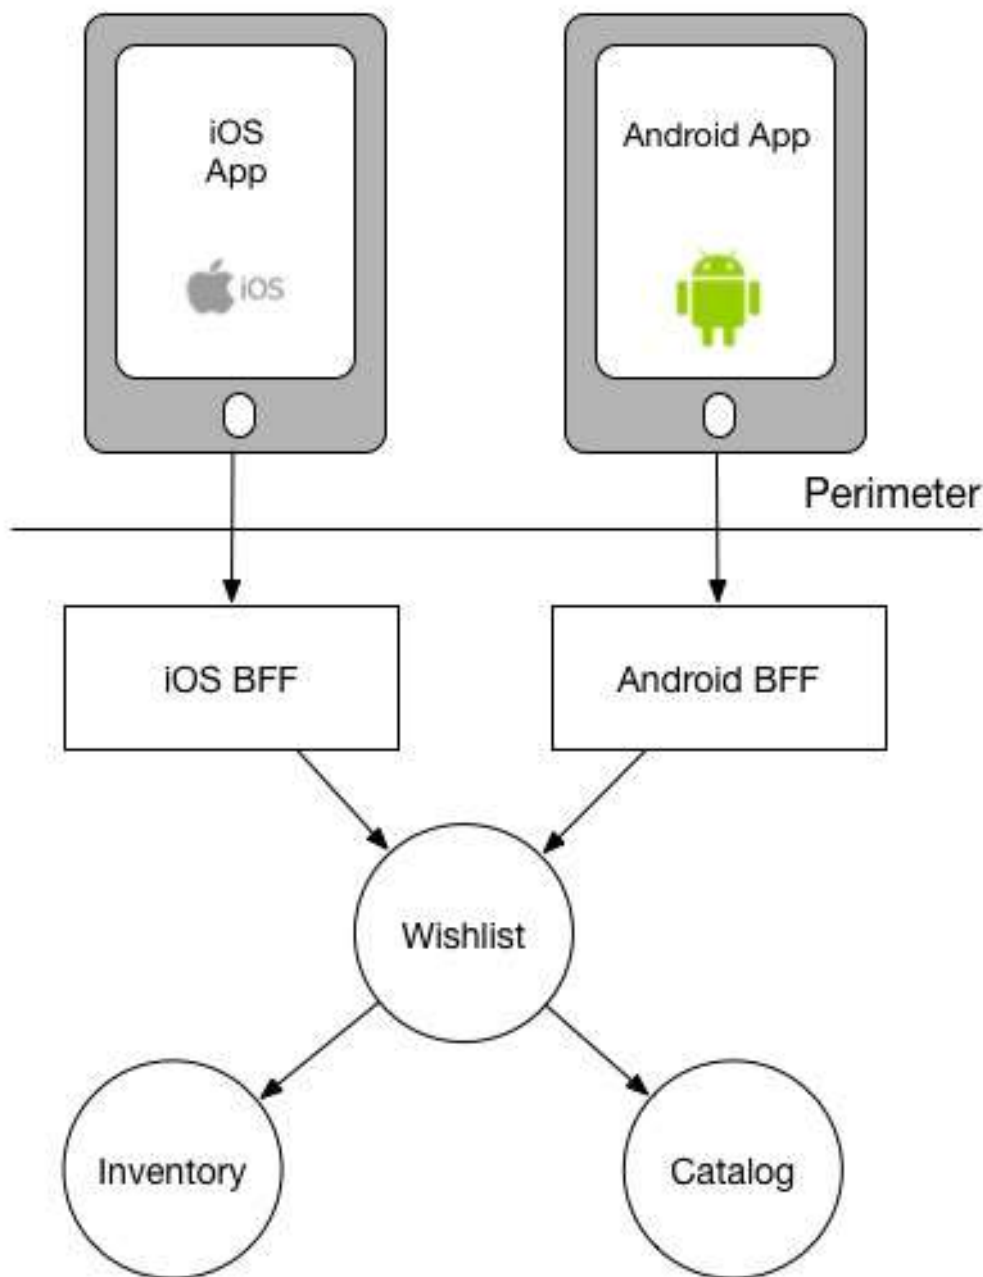 iOS
App
iOS
Android App
Perimeter
iOS BFF
Android BFF
Wishlist
Inventory
Catalog